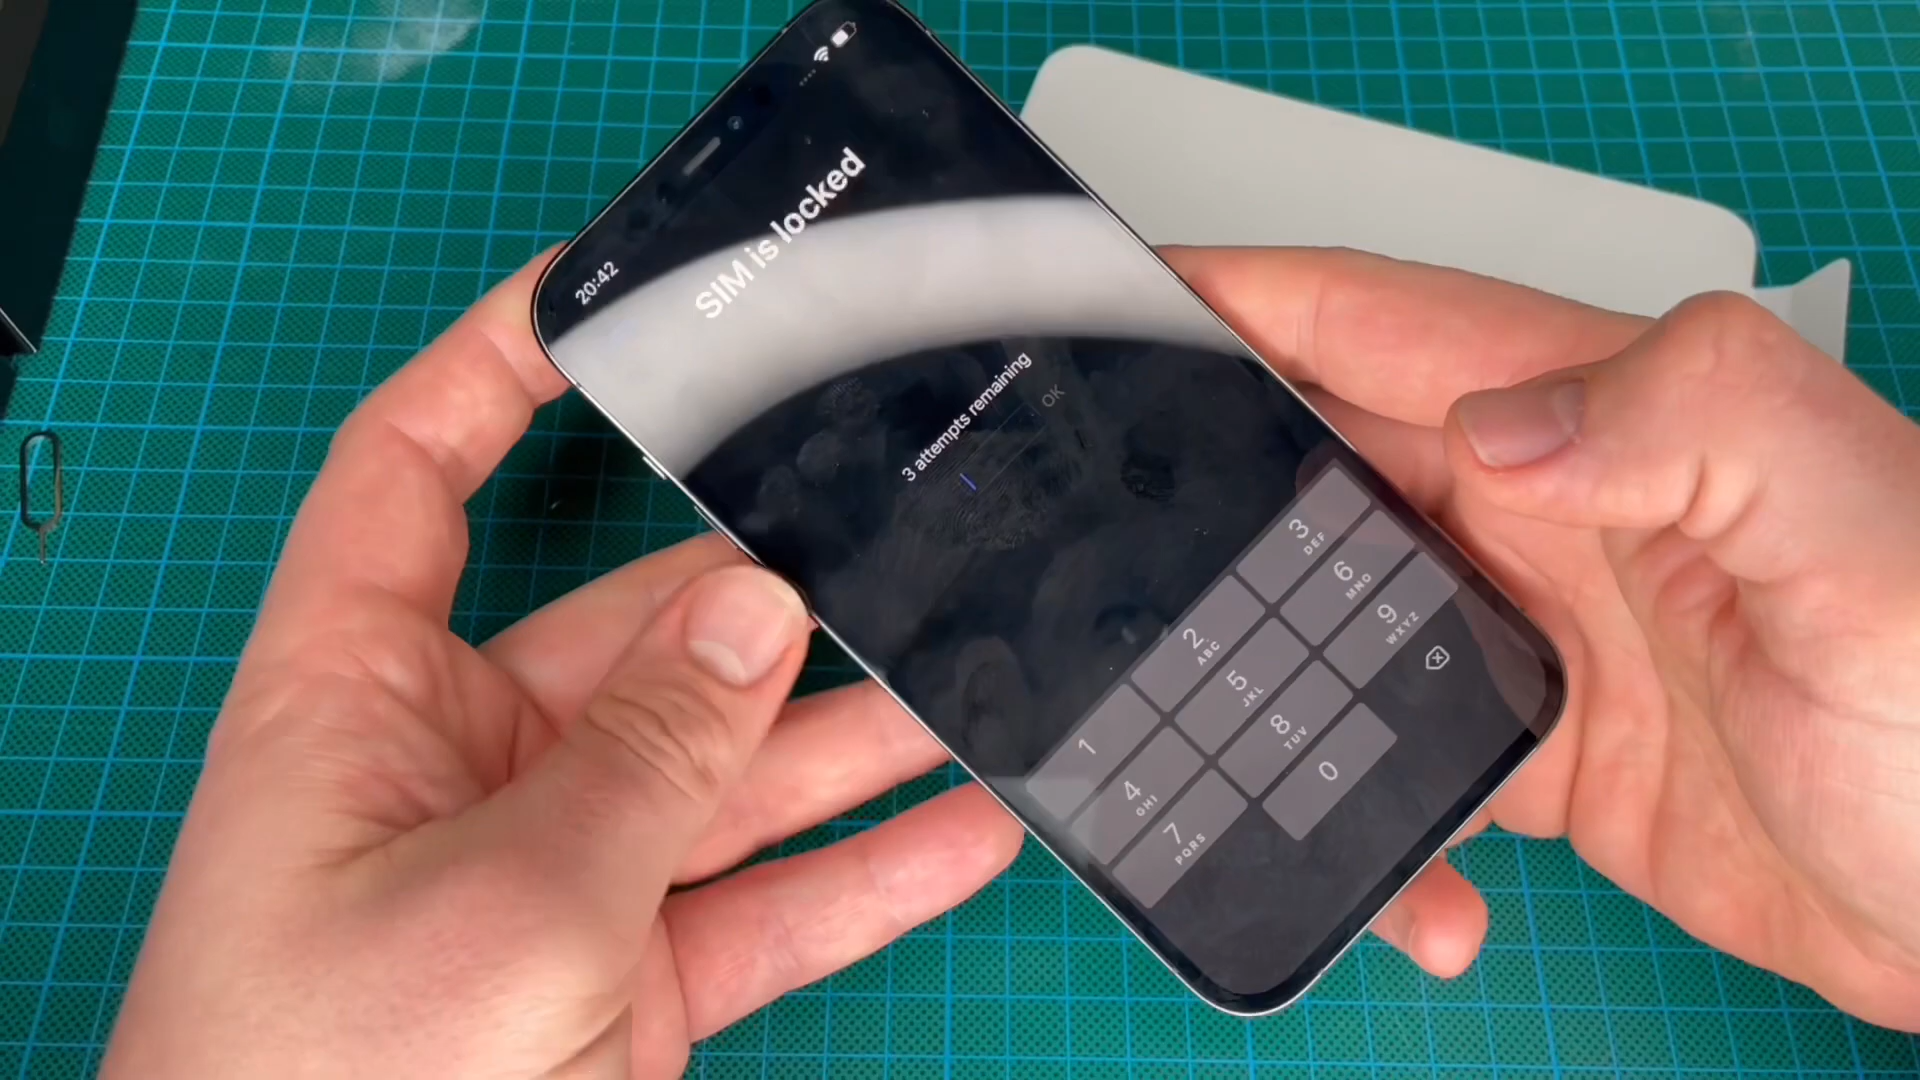 20:42
SIM is locked
3 attempts remaining
OK
1
2
ABC
3
DEF
4
GHI
5
JKL
6
MNO
7
PQRS
8
TUV
9
WXYZ
0